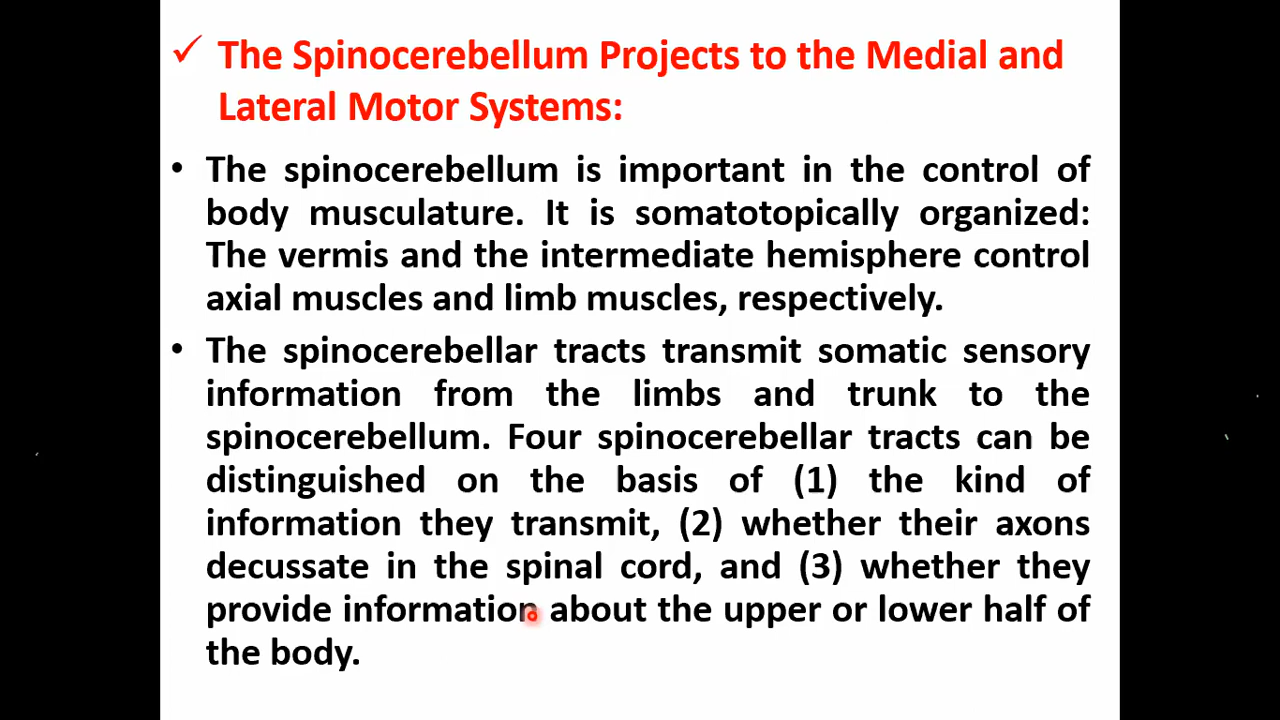 ✓ The Spinocerebellum Projects to the Medial and
Lateral Motor Systems:
• The spinocerebellum is important in the control of
body musculature. It is somatotopically organized:
The vermis and the intermediate hemisphere control
axial muscles and limb muscles, respectively.
• The spinocerebellar tracts transmit somatic sensory
information from the limbs and trunk to the
spinocerebellum. Four spinocerebellar tracts can be
distinguished on the basis of (1) the kind of
information they transmit, (2) whether their axons
decussate in the spinal cord, and (3) whether they
provide information about the upper or lower half of
the body.